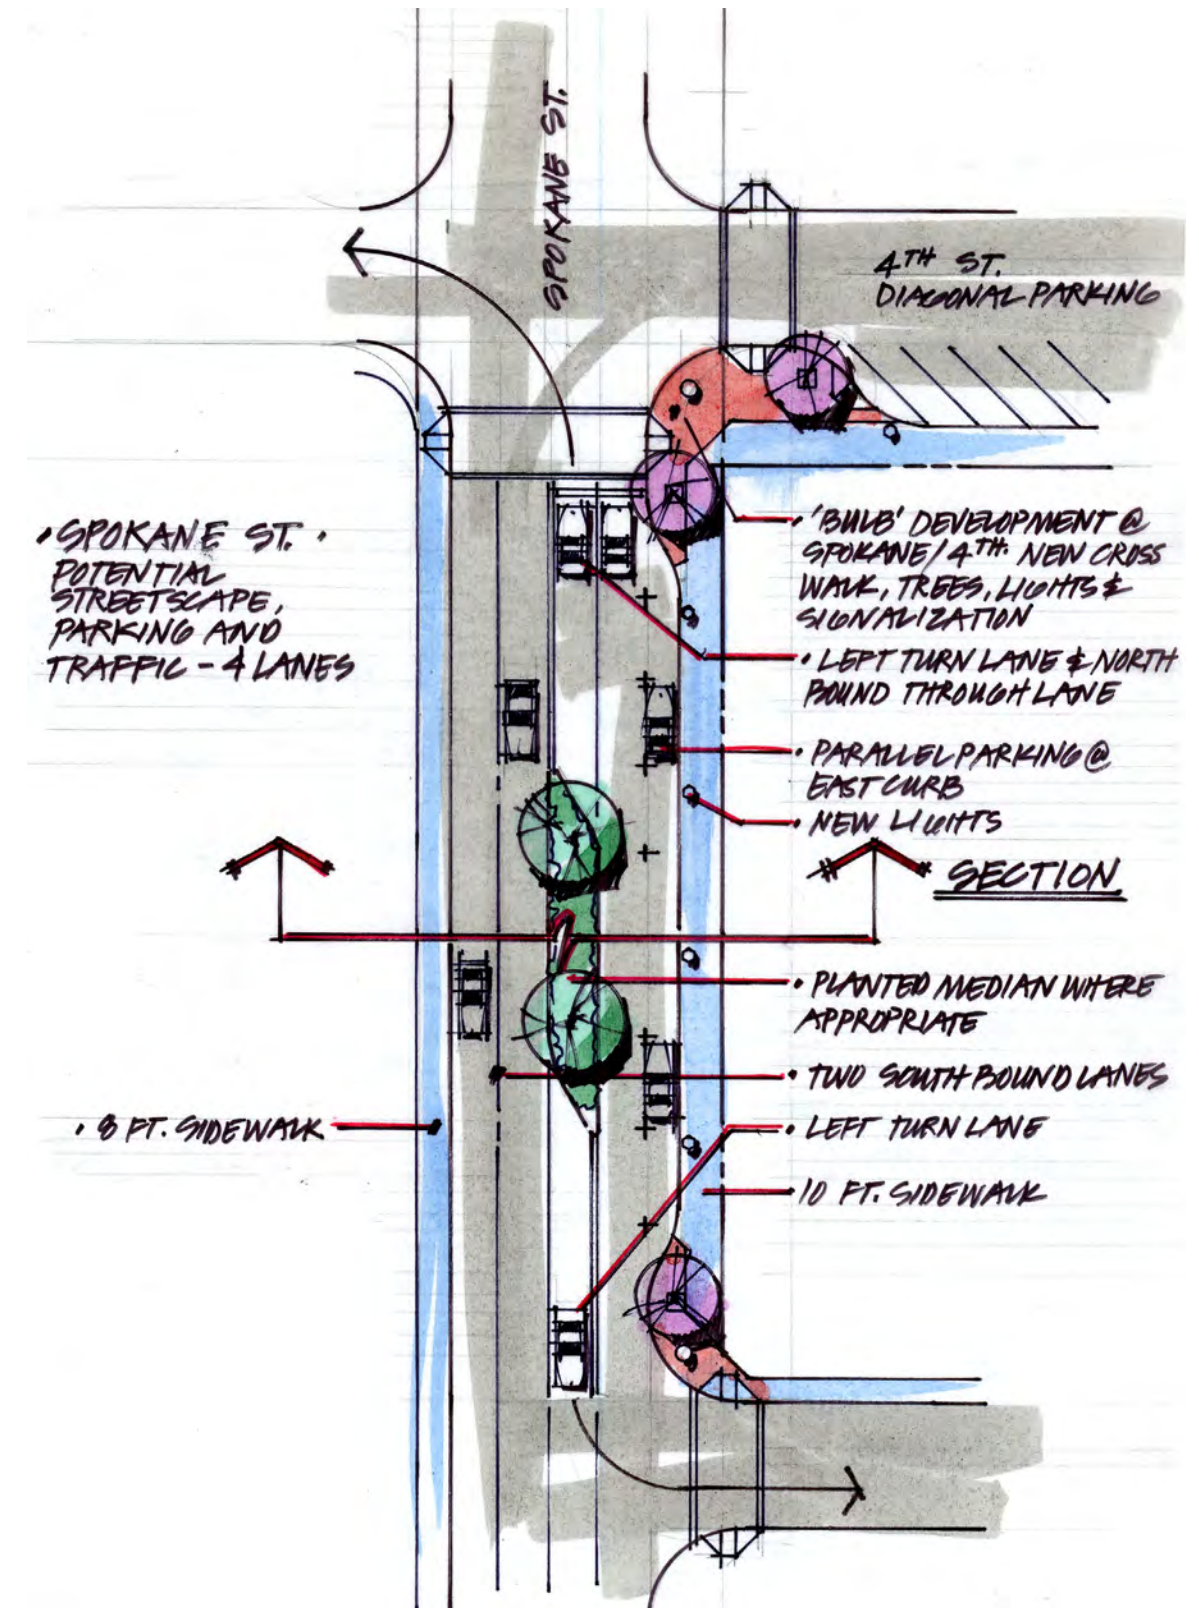 SPOKANE ST.
4TH ST.
DIAGONAL PARKING
• SPOKANE ST. •
POTENTIAL
STREETSCAPE,
PARKING AND
TRAFFIC - 4 LANES
• 'BULB' DEVELOPMENT @
SPOKANE/4TH. NEW CROSS
WALK, TREES, LIGHTS &
SIGNALIZATION
• LEFT TURN LANE & NORTH
BOUND THROUGH LANE
• PARALLEL PARKING @
EAST CURB
• NEW LIGHTS
SECTION
• PLANTED MEDIAN WHERE
APPROPRIATE
• TWO SOUTH BOUND LANES
• 8 FT. SIDEWALK
• LEFT TURN LANE
• 10 FT. SIDEWALK